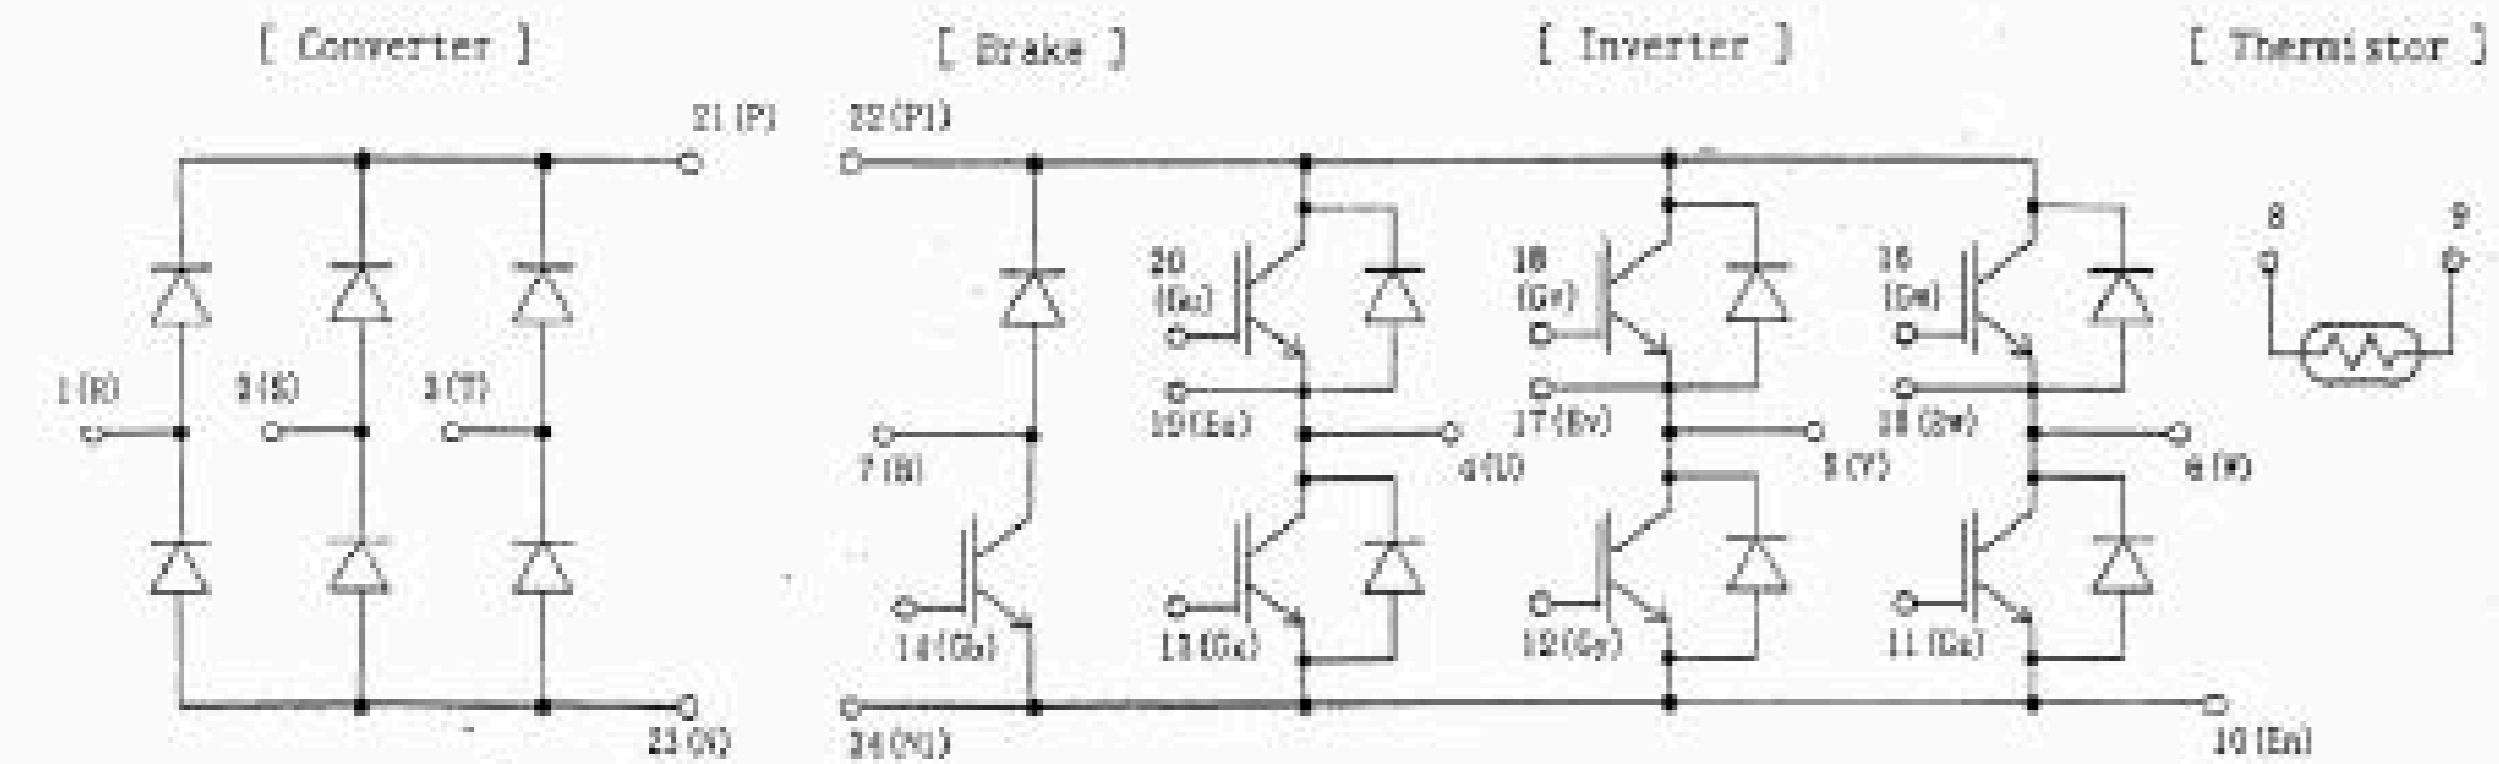 [ Converter ]
[ Brake ]
[ Inverter ]
[ Thermistor ]
21(P)
22(P1)
8
9
20
(Gu)
18
(Gv)
16
(Gw)
1(R)
2(S)
3(T)
19(Eu)
17(Ev)
15(Ew)
7(B)
4(U)
5(V)
6(W)
14(Gb)
13(Gx)
12(Gy)
11(Gz)
23(N)
24(N1)
10(En)